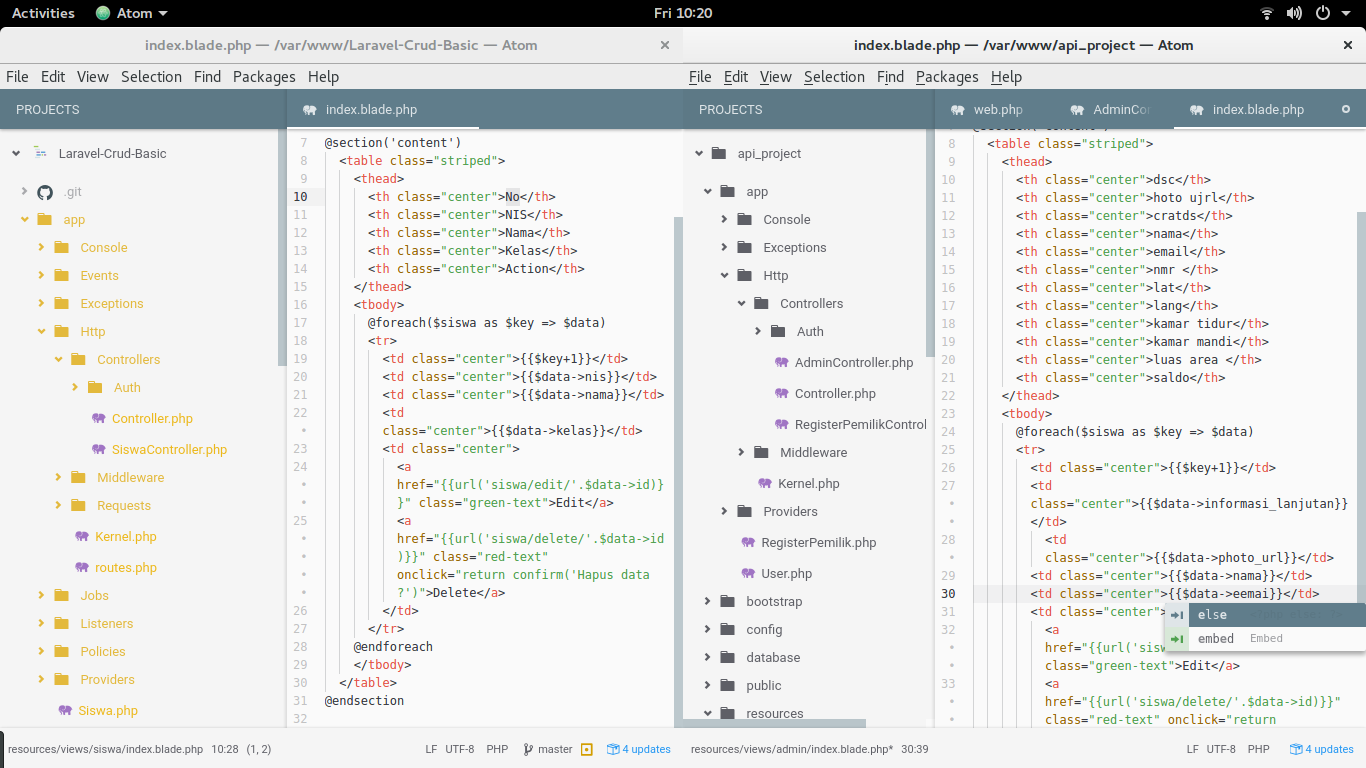 Activities Atom Fri 10:20
index.blade.php — /var/www/Laravel-Crud-Basic — Atom
File Edit View Selection Find Packages Help
PROJECTS
Laravel-Crud-Basic
.git
app
Console
Events
Exceptions
Http
Controllers
Auth
Controller.php
SiswaController.php
Middleware
Requests
Kernel.php
routes.php
Jobs
Listeners
Policies
Providers
Siswa.php
index.blade.php
7 @section('content')
8 <table class="striped">
9 <thead>
10 <th class="center">No</th>
11 <th class="center">NIS</th>
12 <th class="center">Nama</th>
13 <th class="center">Kelas</th>
14 <th class="center">Action</th>
15 </thead>
16 <tbody>
17 @foreach($siswa as $key => $data)
18 <tr>
19 <td class="center">{{$key+1}}</td>
20 <td class="center">{{$data->nis}}</td>
21 <td class="center">{{$data->nama}}</td>
22 <td
• class="center">{{$data->kelas}}</td>
23 <td class="center">
24 <a
• href="{{url('siswa/edit/'.$data->id)}
• }" class="green-text">Edit</a>
25 <a
• href="{{url('siswa/delete/'.$data->id
• )}}" class="red-text"
• onclick="return confirm('Hapus data
• ?')">Delete</a>
26 </td>
27 </tr>
28 @endforeach
29 </tbody>
30 </table>
31 @endsection
32
resources/views/siswa/index.blade.php 10:28 (1, 2) LF UTF-8 PHP master 4 updates
index.blade.php — /var/www/api_project — Atom
File Edit View Selection Find Packages Help
PROJECTS
api_project
app
Console
Exceptions
Http
Controllers
Auth
AdminController.php
Controller.php
RegisterPemilikControl
Middleware
Kernel.php
Providers
RegisterPemilik.php
User.php
bootstrap
config
database
public
resources
web.php AdminCo index.blade.php
@section('content')
8 <table class="striped">
9 <thead>
10 <th class="center">dsc</th>
11 <th class="center">hoto ujrl</th>
12 <th class="center">cratds</th>
13 <th class="center">nama</th>
14 <th class="center">email</th>
15 <th class="center">nmr </th>
16 <th class="center">lat</th>
17 <th class="center">lang</th>
18 <th class="center">kamar tidur</th>
19 <th class="center">kamar mandi</th>
20 <th class="center">luas area </th>
21 <th class="center">saldo</th>
22 </thead>
23 <tbody>
24 @foreach($siswa as $key => $data)
25 <tr>
26 <td class="center">{{$key+1}}</td>
27 <td
• class="center">{{$data->informasi_lanjutan}}
• </td>
28 <td
• class="center">{{$data->photo_url}}</td>
29 <td class="center">{{$data->nama}}</td>
30 <td class="center">{{$data->eemai}}</td>
31 <td class="center"
else
embed Embed
32 <a
• href="{{url('sisw
• class="green-text">Edit</a>
33 <a
• href="{{url('siswa/delete/'.$data->id)}}"
• class="red-text" onclick="return
resources/views/admin/index.blade.php* 30:39 LF UTF-8 PHP 4 updates